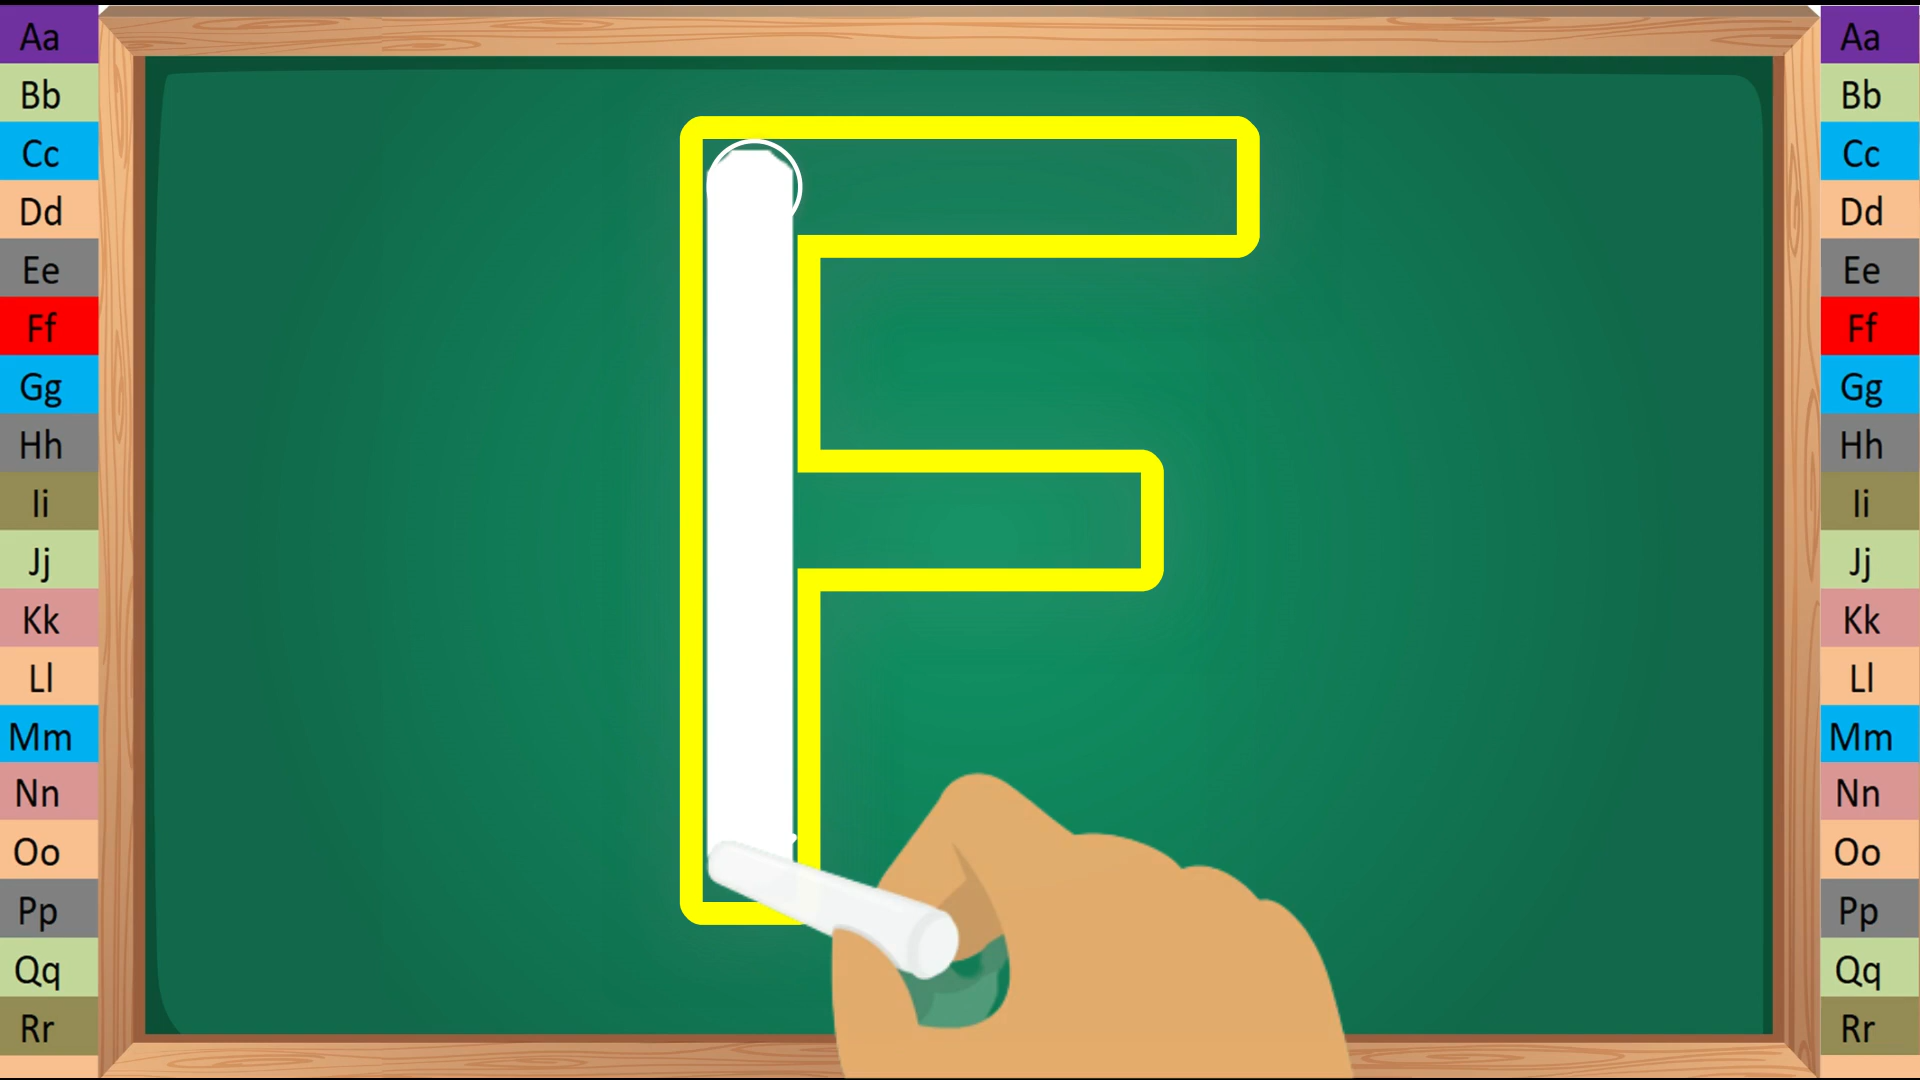 Aa
Bb
Cc
Dd
Ee
Ff
Gg
Hh
Ii
Jj
Kk
Ll
Mm
Nn
Oo
Pp
Qq
Rr
F
Aa
Bb
Cc
Dd
Ee
Ff
Gg
Hh
Ii
Jj
Kk
Ll
Mm
Nn
Oo
Pp
Qq
Rr